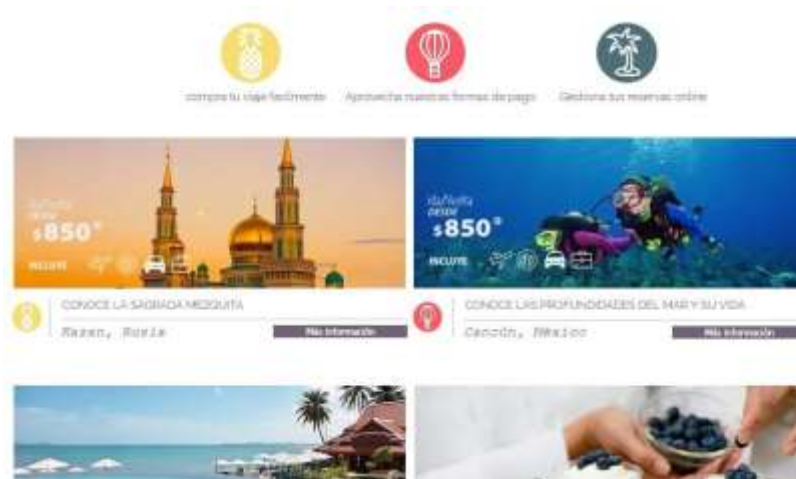 compra tu viaje facilmente
Aprovecha nuestras formas de pago
Gestiona tus reservas online
Ida/Vuelta
DESDE
$850*
INCLUYE
Ida/Vuelta
DESDE
$850*
INCLUYE
CONOCE LA SAGRADA MEZQUITA
Kazan, Rusia
Más Información
CONOCE LAS PROFUNDIDADES DEL MAR Y SU VIDA
Cancún, México
Más Información